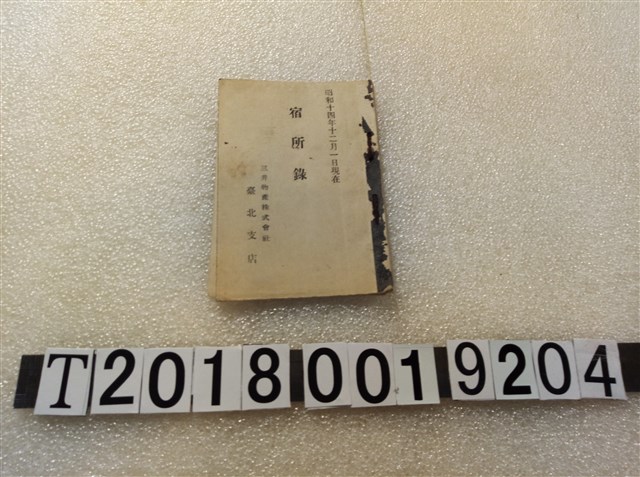 昭和十四年十二月一日現在
宿所錄
三井物產株式會社
臺北支店
T20180019204